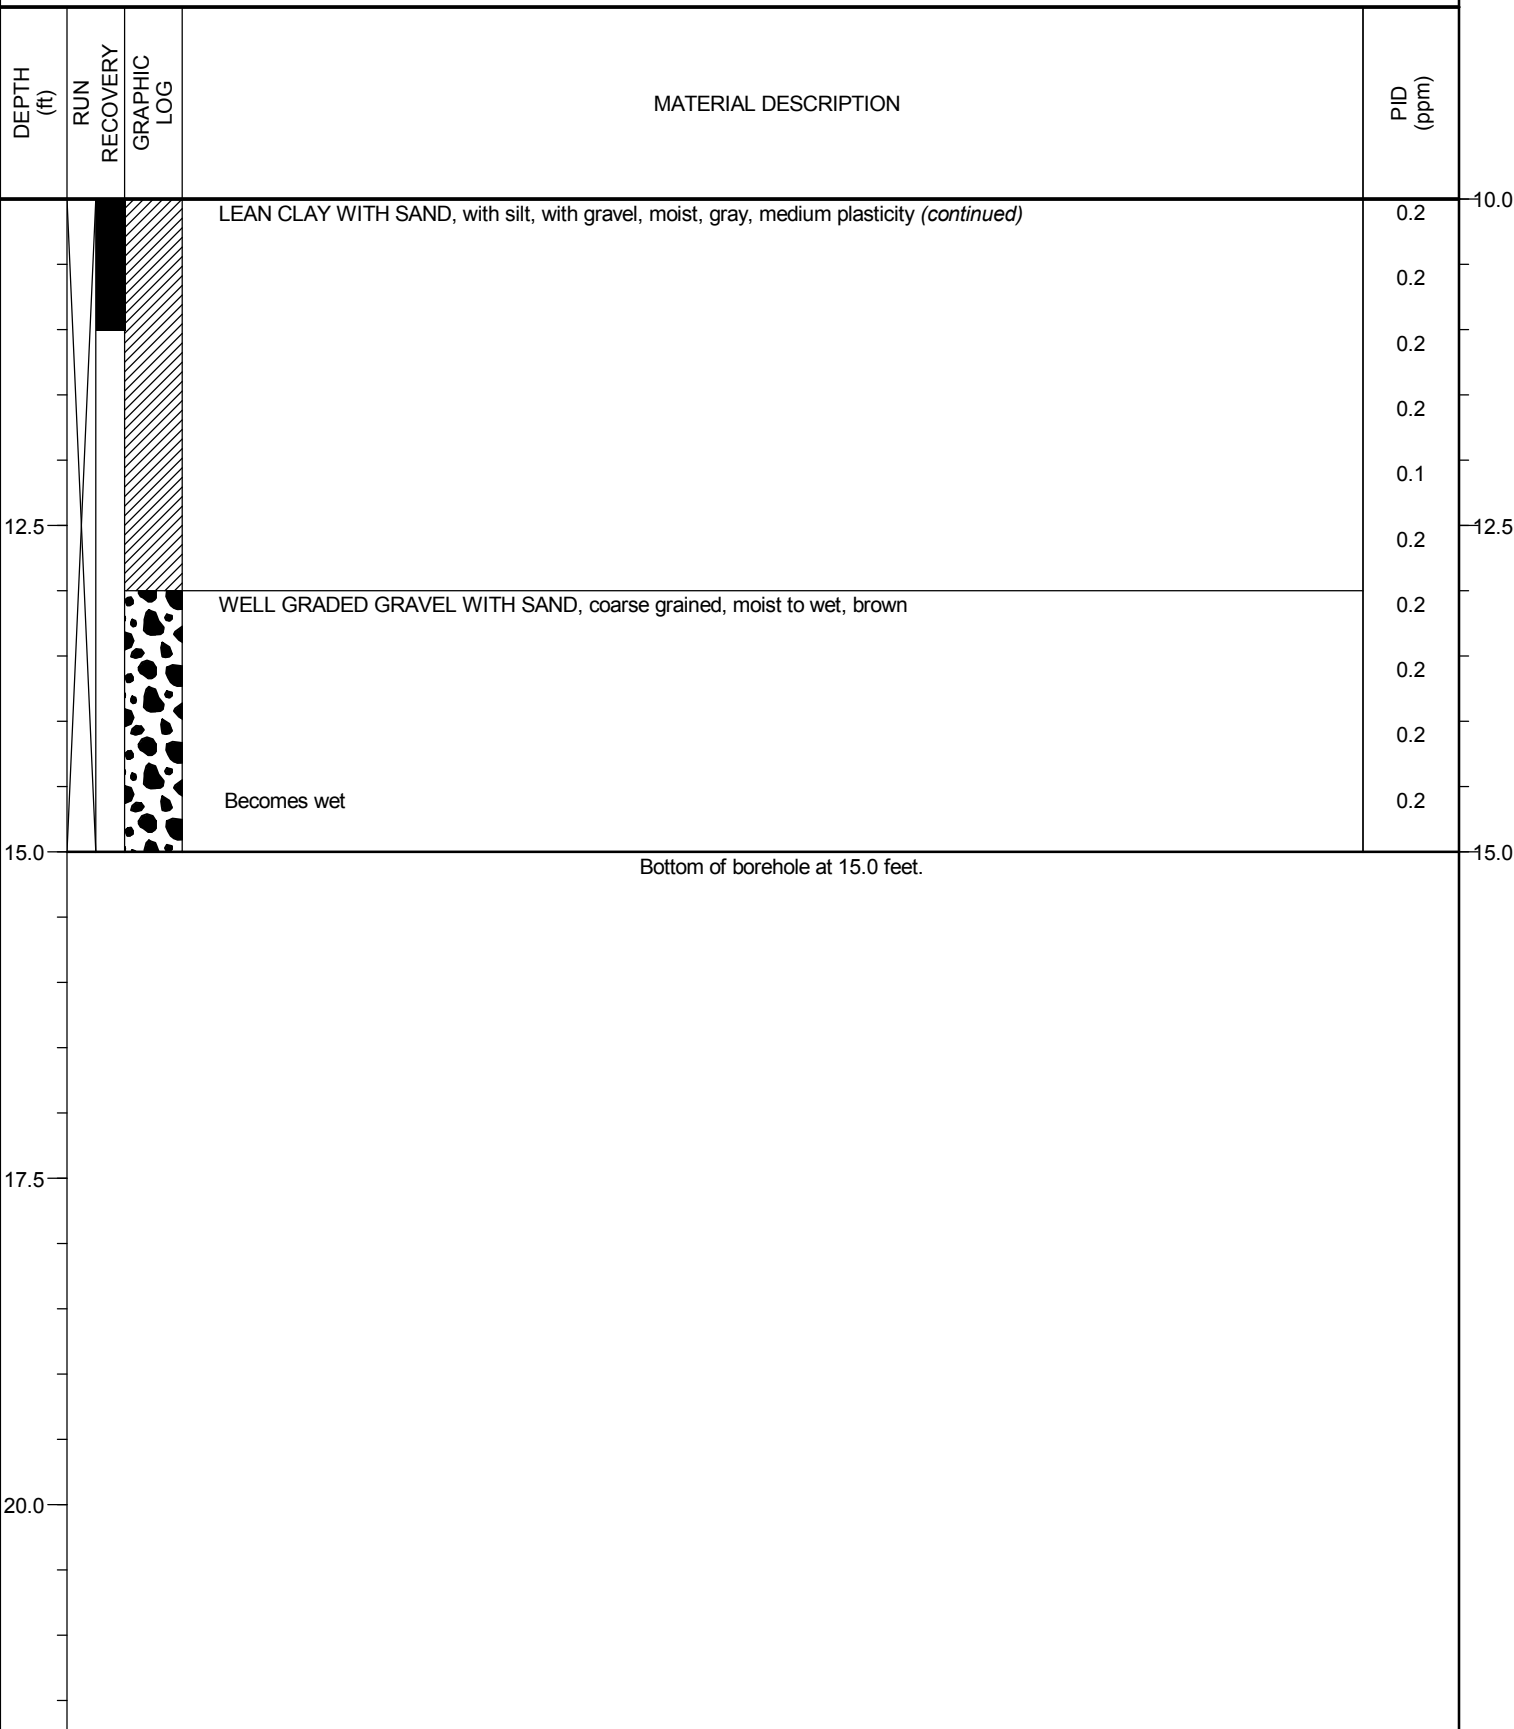 DEPTH
(ft)
RUN
RECOVERY
GRAPHIC
LOG
MATERIAL DESCRIPTION
PID
(ppm)
10.0
LEAN CLAY WITH SAND, with silt, with gravel, moist, gray, medium plasticity (continued)
0.2
0.2
0.2
0.2
0.1
12.5
12.5
0.2
WELL GRADED GRAVEL WITH SAND, coarse grained, moist to wet, brown
0.2
0.2
0.2
Becomes wet
0.2
15.0
15.0
Bottom of borehole at 15.0 feet.
17.5
20.0